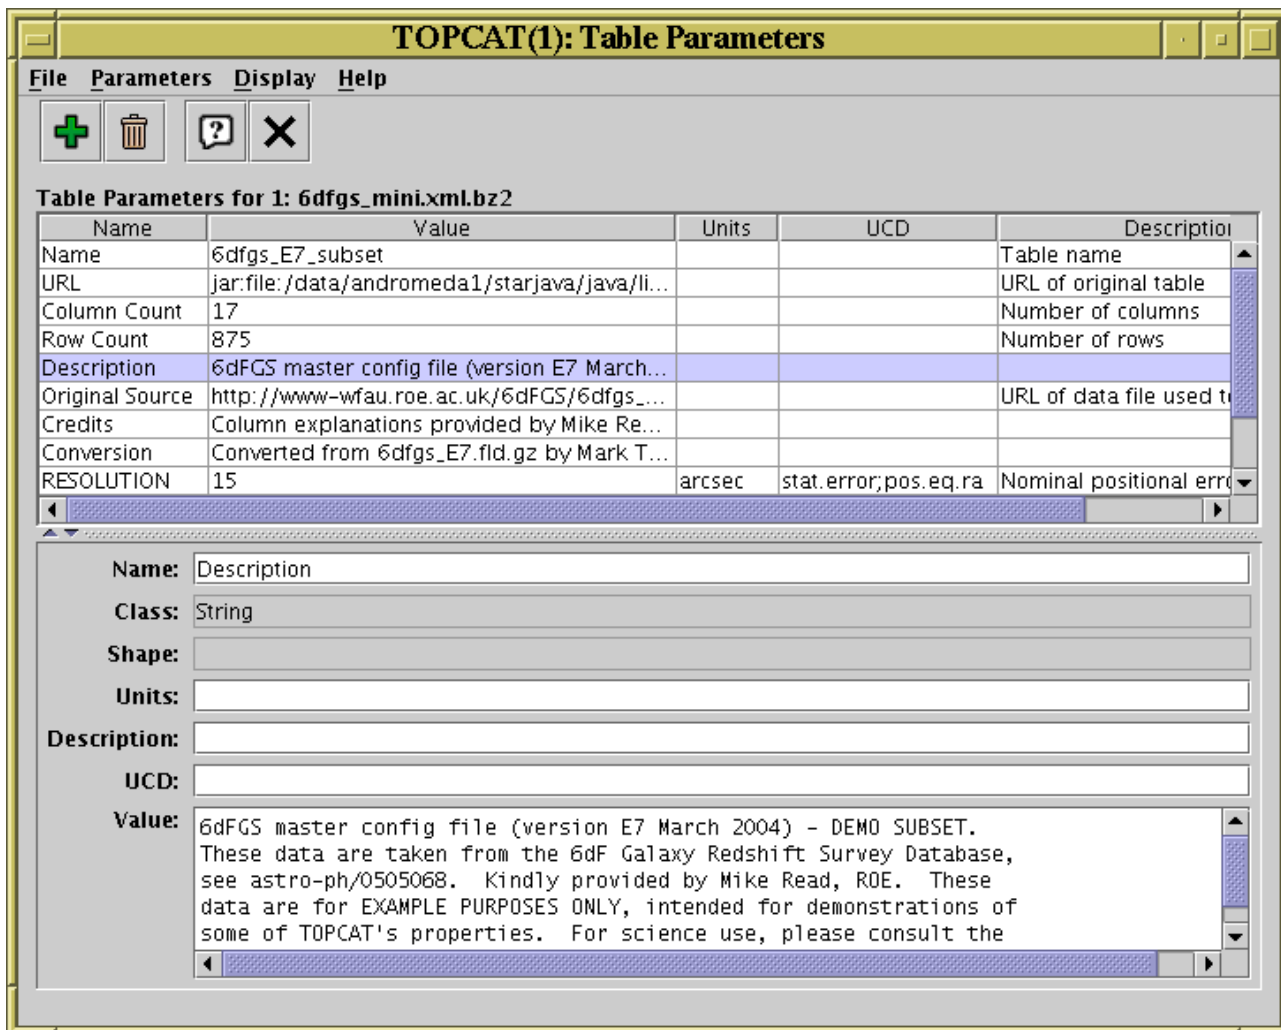 TOPCAT(1): Table Parameters
File Parameters Display Help
Table Parameters for 1: 6dfgs_mini.xml.bz2
Name Value Units UCD Descriptio
Name 6dfgs_E7_subset Table name
URL jar:file:/data/andromeda1/starjava/java/li... URL of original table
Column Count 17 Number of columns
Row Count 875 Number of rows
Description 6dFGS master config file (version E7 March...
Original Source http://www-wfau.roe.ac.uk/6dFGS/6dfgs_... URL of data file used t
Credits Column explanations provided by Mike Re...
Conversion Converted from 6dfgs_E7.fld.gz by Mark T...
RESOLUTION 15 arcsec stat.error;pos.eq.ra Nominal positional erro
Name: Description
Class: String
Shape:
Units:
Description:
UCD:
Value: 6dFGS master config file (version E7 March 2004) - DEMO SUBSET.
These data are taken from the 6dF Galaxy Redshift Survey Database,
see astro-ph/0505068. Kindly provided by Mike Read, ROE. These
data are for EXAMPLE PURPOSES ONLY, intended for demonstrations of
some of TOPCAT's properties. For science use, please consult the